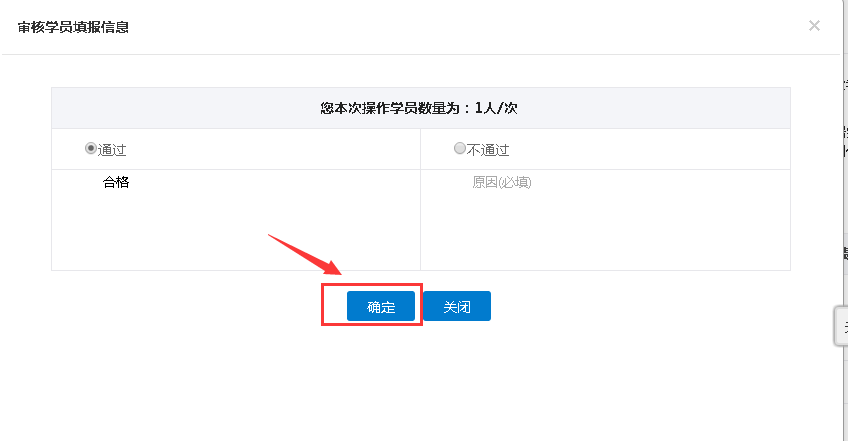 审核学员填报信息
您本次操作学员数量为：1人/次
通过
不通过
合格
原因(必填)
确定
关闭